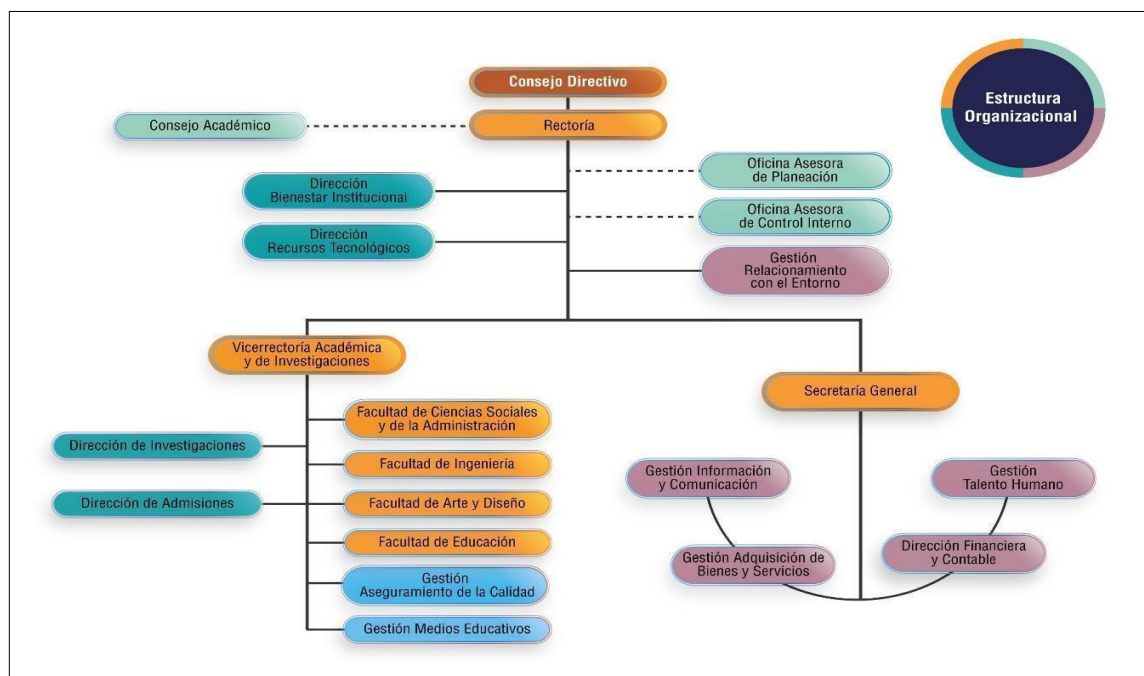 Consejo Directivo
Estructura
Organizacional
Consejo Académico
Rectoría
Oficina Asesora
de Planeación
Dirección
Bienestar Institucional
Oficina Asesora
de Control Interno
Dirección
Recursos Tecnológicos
Gestión
Relacionamiento
con el Entorno
Vicerrectoría Académica
y de Investigaciones
Secretaría General
Facultad de Ciencias Sociales
y de la Administración
Dirección de Investigaciones
Facultad de Ingeniería
Dirección de Admisiones
Facultad de Arte y Diseño
Facultad de Educación
Gestión
Aseguramiento de la Calidad
Gestión Medios Educativos
Gestión Información
y Comunicación
Gestión
Talento Humano
Gestión Adquisición de
Bienes y Servicios
Dirección Financiera
y Contable